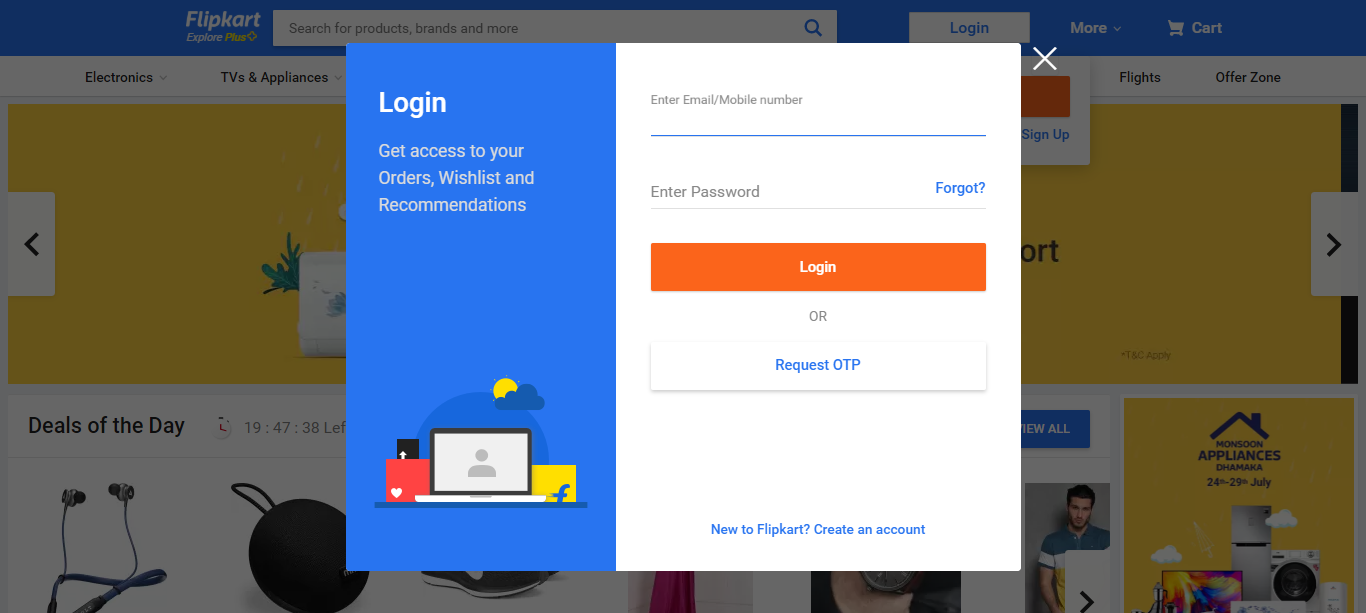 Flipkart
Explore Plus
Search for products, brands and more
Login
More
Cart
Electronics
TVs & Appliances
Flights
Offer Zone
Sign Up
Login
Get access to your
Orders, Wishlist and
Recommendations
Enter Email/Mobile number
Enter Password
Forgot?
Login
OR
Request OTP
New to Flipkart? Create an account
ort
*T&C Apply
Deals of the Day
19 : 47 : 38 Lef
VIEW ALL
MONSOON
APPLIANCES
DHAMAKA
24th-29th July